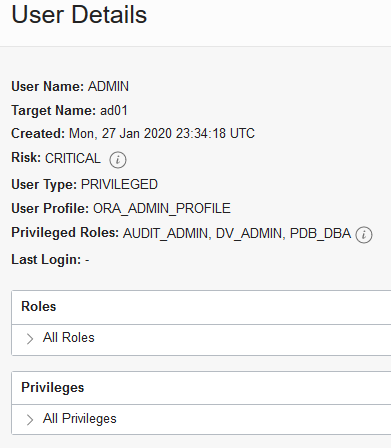 User Details
User Name: ADMIN
Target Name: ad01
Created: Mon, 27 Jan 2020 23:34:18 UTC
Risk: CRITICAL
User Type: PRIVILEGED
User Profile: ORA_ADMIN_PROFILE
Privileged Roles: AUDIT_ADMIN, DV_ADMIN, PDB_DBA
Last Login: -
Roles
All Roles
Privileges
All Privileges